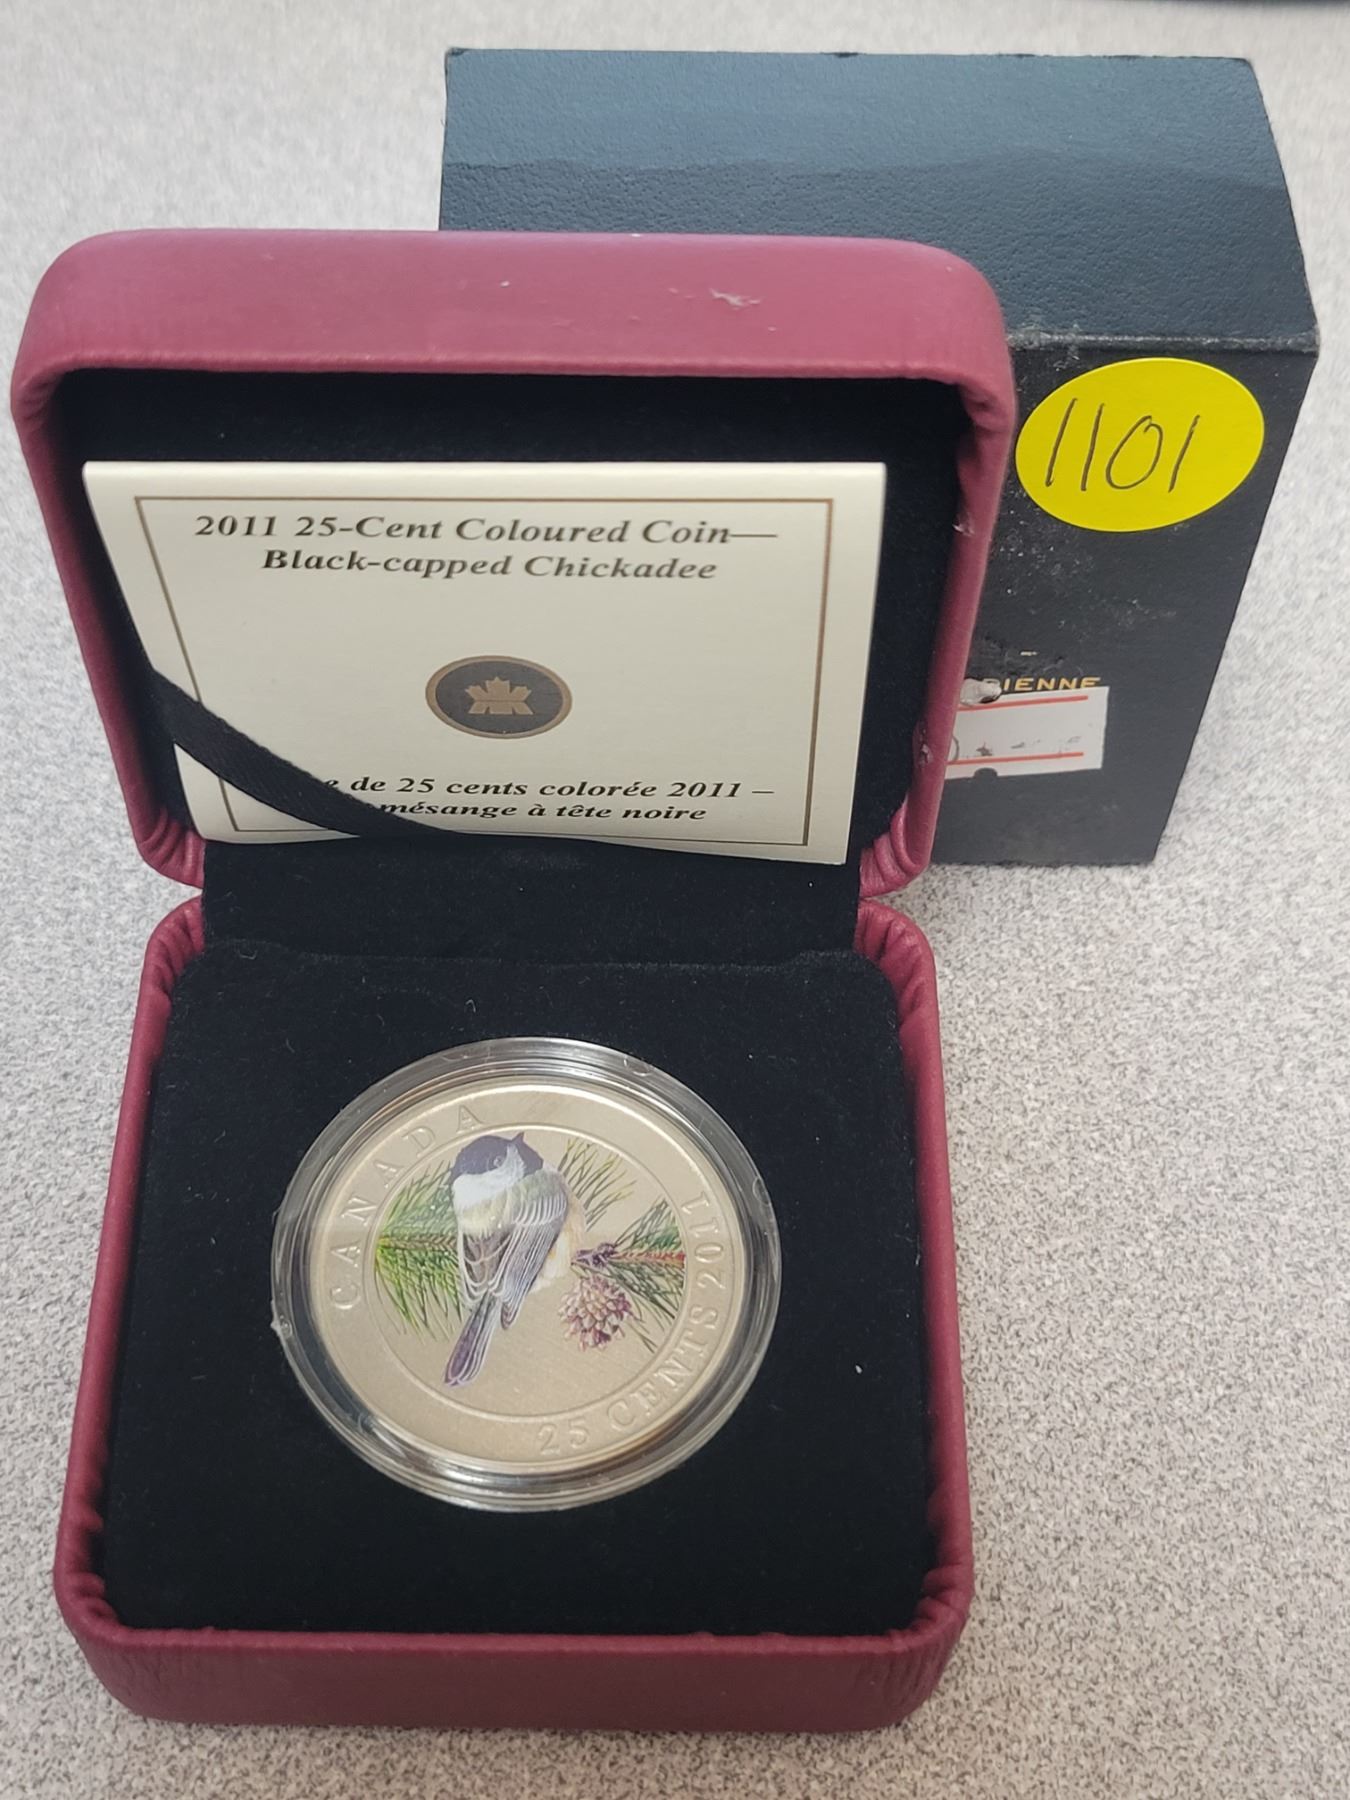 1101
2011 25-Cent Coloured Coin—
Black-capped Chickadee
de 25 cents colorée 2011 –
mésange à tête noire
CANADA
25 CENTS 2011